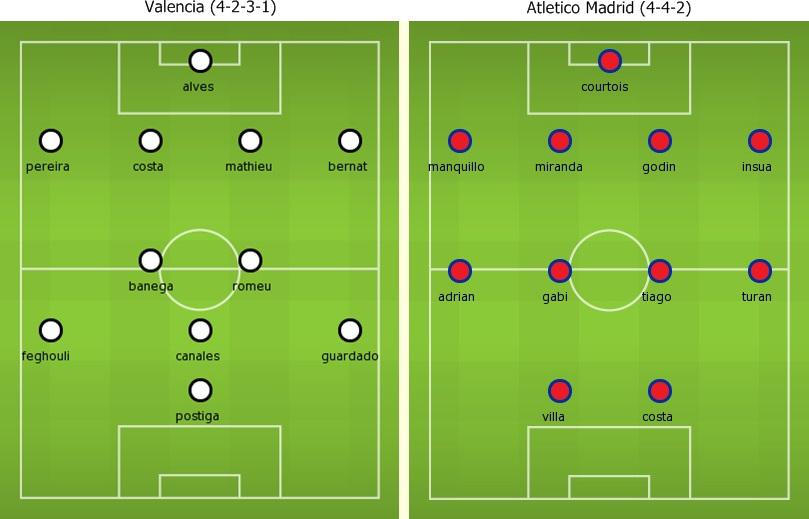 Valencia (4-2-3-1)
alves
pereira costa mathieu bernat
banega romeu
feghouli canales guardado
postiga
Atletico Madrid (4-4-2)
courtois
manquillo miranda godin insua
adrian gabi tiago turan
villa costa